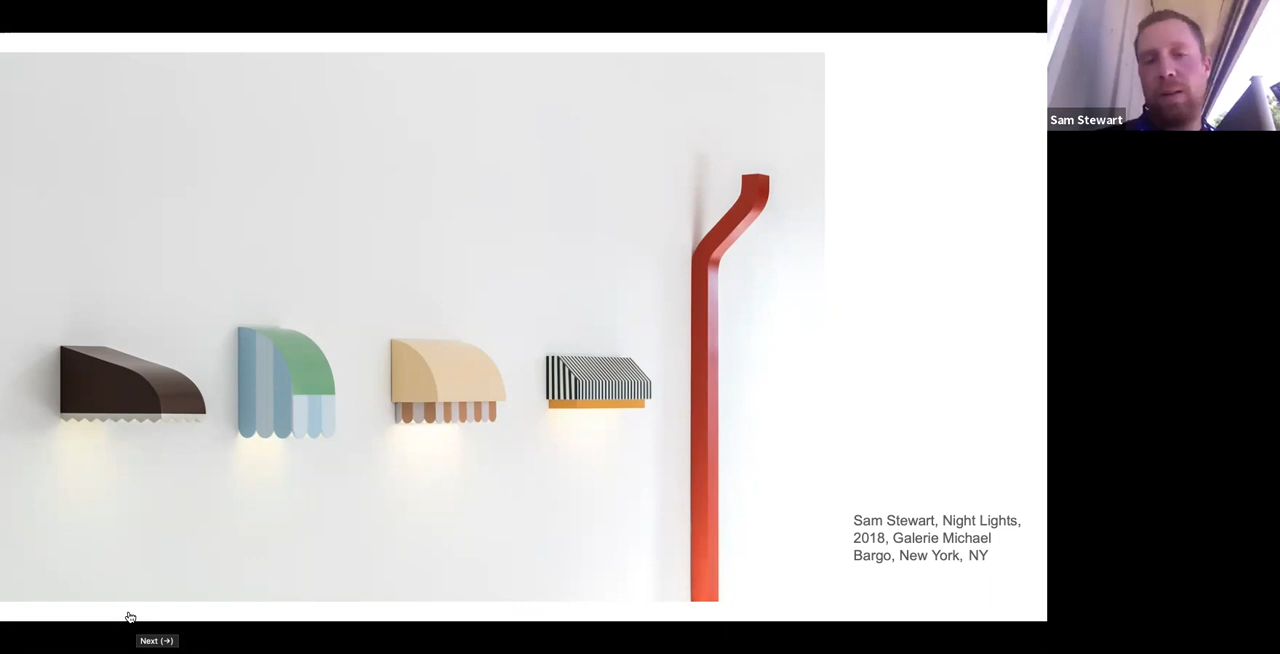 Sam Stewart
Sam Stewart, Night Lights,
2018, Galerie Michael
Bargo, New York, NY
Next (→)